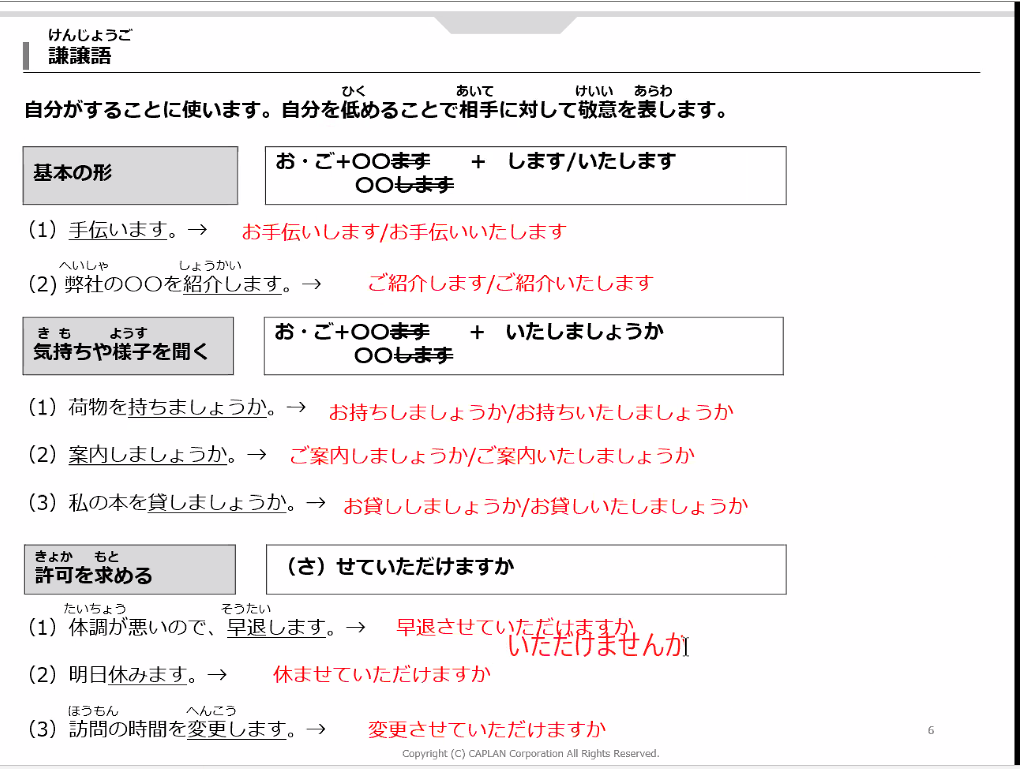 けんじょうご
謙譲語
ひく あいて けいい あらわ
自分がすることに使います。自分を低めることで相手に対して敬意を表します。
基本の形
お・ご+〇〇ます + します/いたします
〇〇します
（1）手伝います。→ お手伝いします/お手伝いいたします
へいしゃ しょうかい
（2）弊社の〇〇を紹介します。→ ご紹介します/ご紹介いたします
き も ようす
気持ちや様子を聞く
お・ご+〇〇ます + いたしましょうか
〇〇します
（1）荷物を持ちましょうか。→ お持ちしましょうか/お持ちいたしましょうか
（2）案内しましょうか。→ ご案内しましょうか/ご案内いたしましょうか
（3）私の本を貸しましょうか。→ お貸ししましょうか/お貸しいたしましょうか
きょか もと
許可を求める
（さ）せていただけますか
たいちょう そうたい
（1）体調が悪いので、早退します。→ 早退させていただけますか
いただけませんか
（2）明日休みます。→ 休ませていただけますか
ほうもん へんこう
（3）訪問の時間を変更します。→ 変更させていただけますか
6
Copyright (C) CAPLAN Corporation All Rights Reserved.